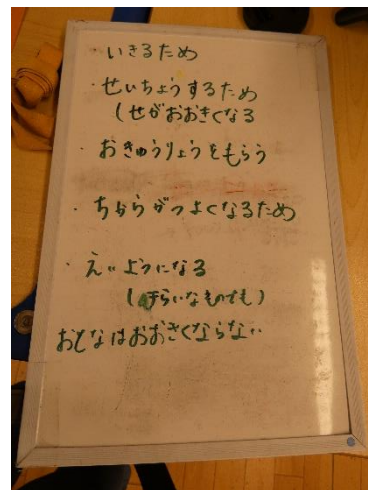 ・いきるため
・せいちょうするため
(せがおおきくなる
・おきゅうりょうをもらう
・ちからがつよくなるため
・えいようになる
(きらいなものでも)
おとなはおおきくならない